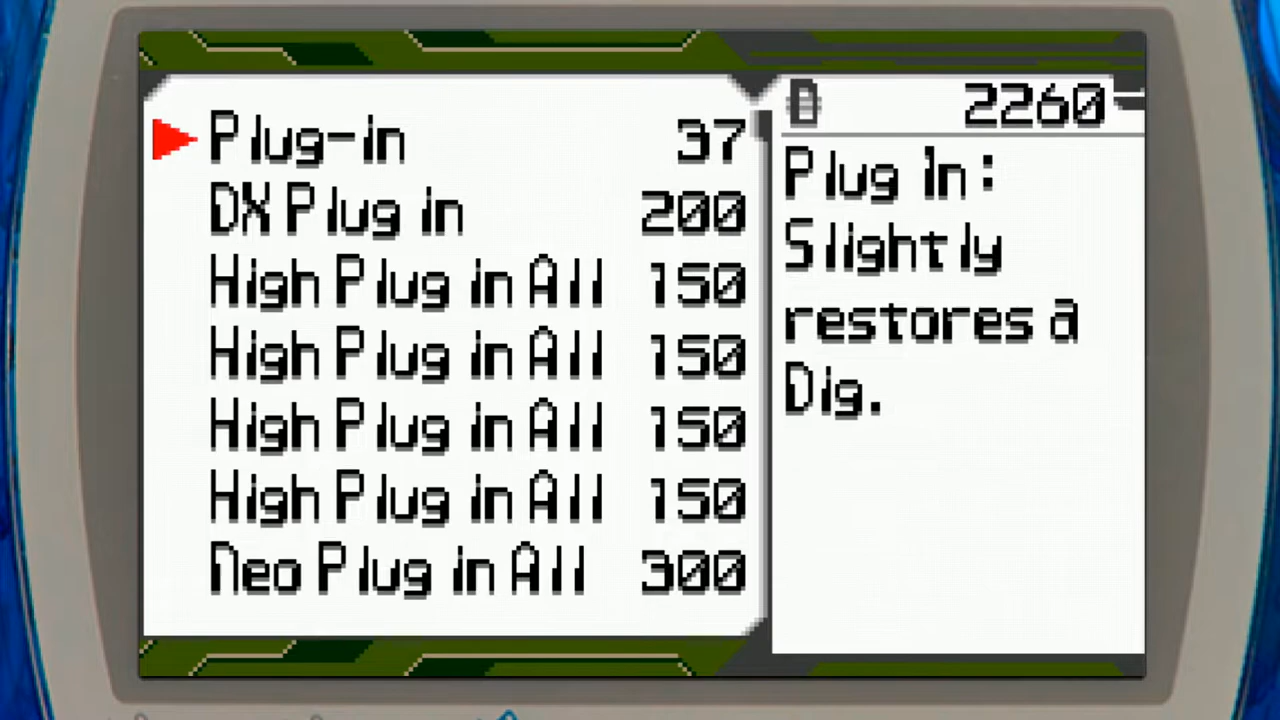 Plug-in 37
DX Plug in 200
High Plug in All 150
High Plug in All 150
High Plug in All 150
High Plug in All 150
Neo Plug in All 300
B 2260
Plug In:
Slightly
restores a
Dig.